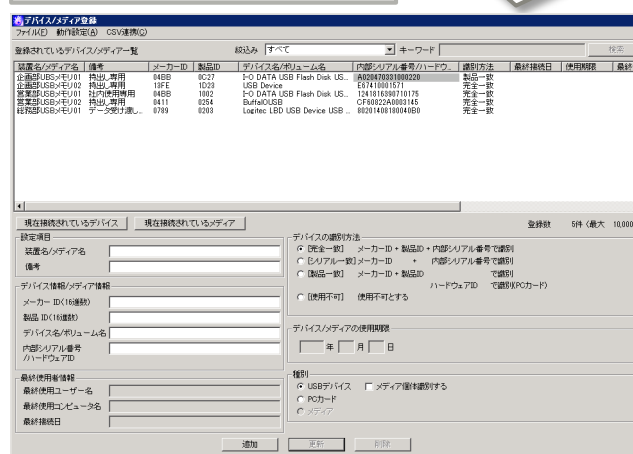 デバイス/メディア登録
ファイル(F) 動作設定(A) CSV連携(C)
登録されているデバイス/メディア一覧 絞込み すべて キーワード 検索
装置名/メディア名 備考 メーカーID 製品ID デバイス名/ボリューム名 内部シリアル番号/ハードウ.. 識別方法 最終接続日 使用期限 最終
企画部USBメモリ01 持出し専用 04BB 0C27 I-O DATA USB Flash Disk US.. A020470331000220 製品一致
企画部USBメモリ02 持出し専用 13FE 1D23 USB Device E67410001571 完全一致
営業部USBメモリ01 社内使用専用 04BB 1002 I-O DATA USB Flash Disk US.. 1241816390710175 完全一致
営業部USBメモリ02 持出し専用 0411 0254 BuffalOUSB CF60822A0003145 完全一致
総務部USBメモリ01 データ受け渡し.. 0789 0203 Logitec LBD USB Device USB .. 80201408180040B0 完全一致
現在接続されているデバイス 現在接続されているメディア 登録数 5件 (最大 10,000
設定項目
装置名/メディア名
備考
デバイス情報/メディア情報
メーカー ID(16進数)
製品 ID(16進数)
デバイス名/ボリューム名
内部シリアル番号
/ハードウェアID
最終使用者情報
最終使用ユーザー名
最終使用コンピュータ名
最終接続日
デバイスの識別方法
[完全一致] メーカーID + 製品ID + 内部シリアル番号で識別
[シリアル一致] メーカーID + 内部シリアル番号で識別
[製品一致] メーカーID + 製品ID で識別
ハードウェアID で識別(PCカード)
[使用不可] 使用不可とする
デバイス/メディアの使用期限
年 月 日
種別
USBデバイス メディア個体識別する
PCカード
メディア
追加 更新 削除